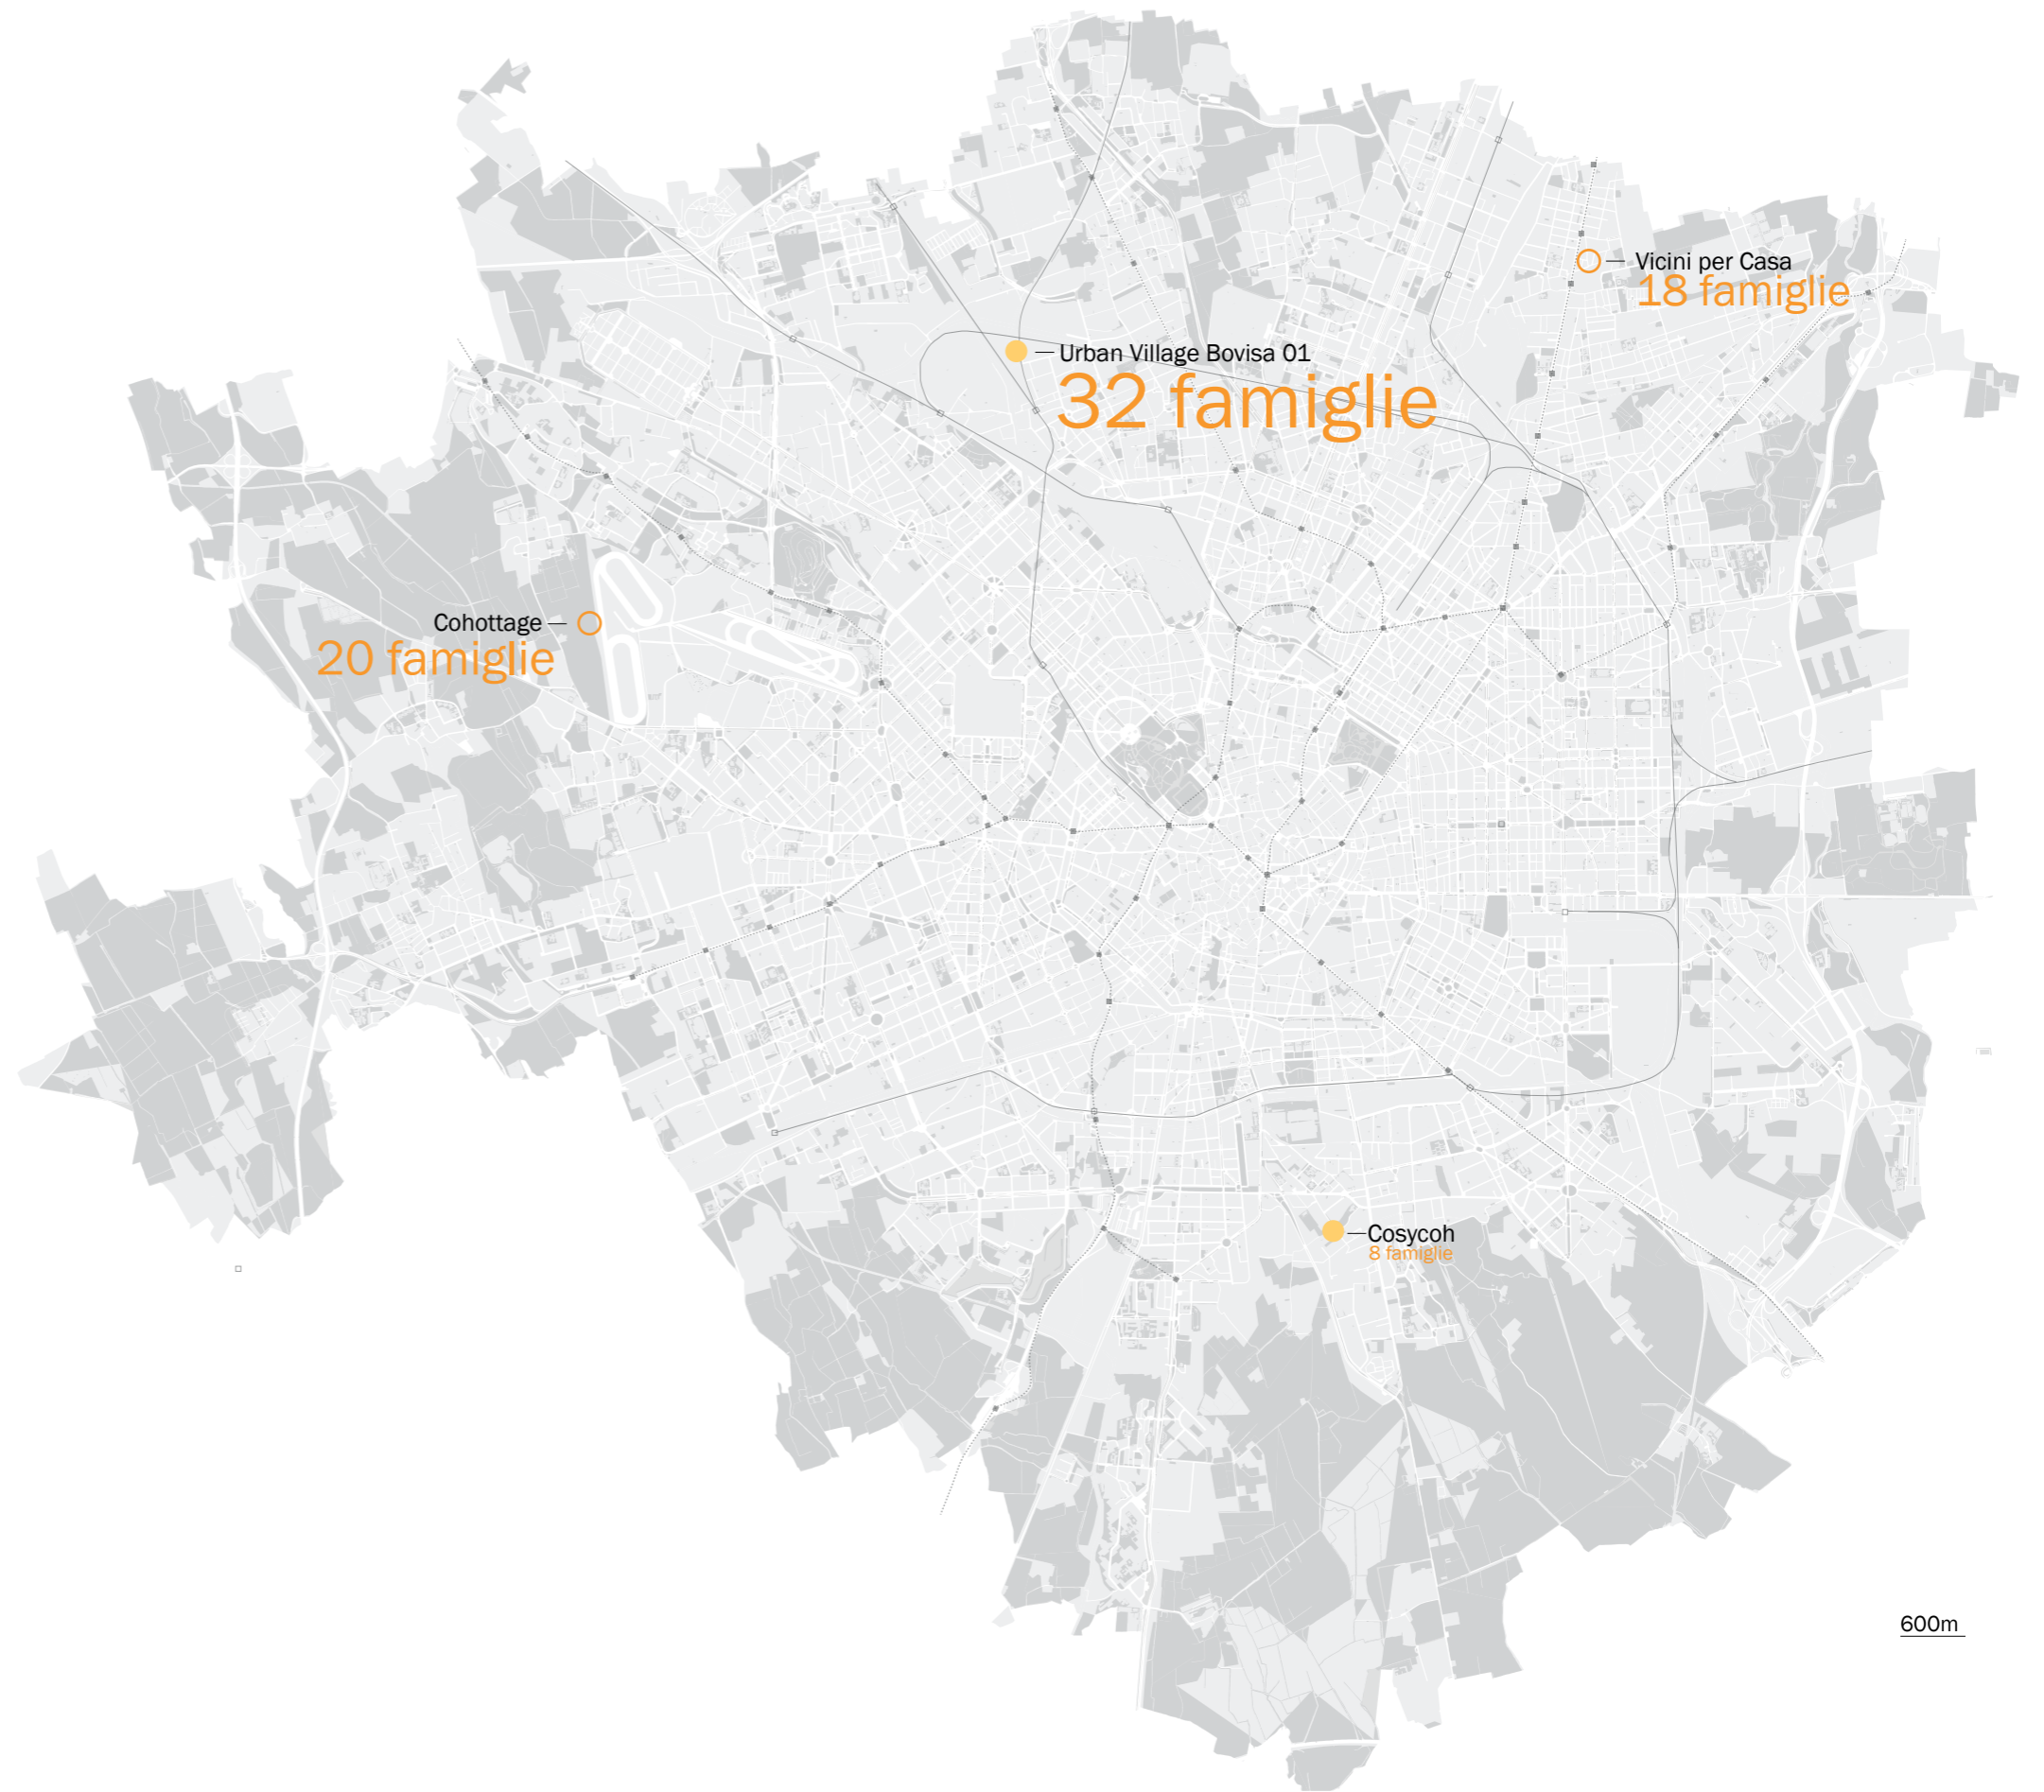 Vicini per Casa
18 famiglie
Urban Village Bovisa 01
32 famiglie
Cohottage
20 famiglie
Cosycoh
8 famiglie
600m